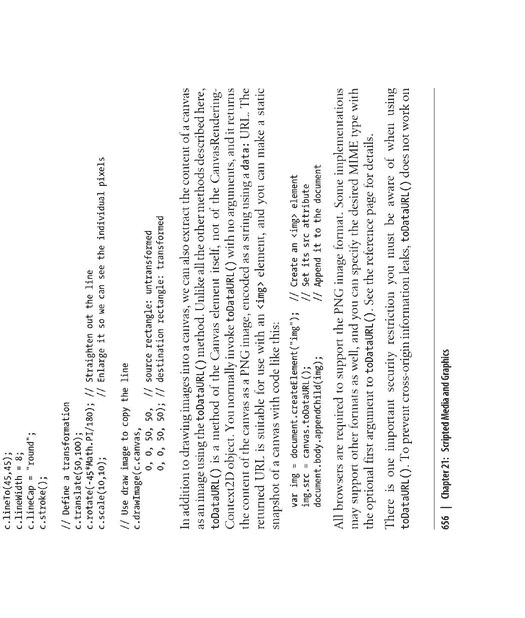 c.lineTo(45,45);
c.lineWidth = 8;
c.lineCap = "round";
c.stroke();
// Define a transformation
c.translate(50,100);
c.rotate(-45*Math.PI/180); // Straighten out the line
c.scale(10,10); // Enlarge it so we can see the individual pixels
// Use draw image to copy the line
c.drawImage(c.canvas,
0, 0, 50, 50, // source rectangle: untransformed
0, 0, 50, 50); // destination rectangle: transformed
In addition to drawing images into a canvas, we can also extract the content of a canvas
as an image using the toDataURL() method. Unlike all the other methods described here,
toDataURL() is a method of the Canvas element itself, not of the CanvasRendering-
Context2D object. You normally invoke toDataURL() with no arguments, and it returns
the content of the canvas as a PNG image, encoded as a string using a data: URL. The
returned URL is suitable for use with an <img> element, and you can make a static
snapshot of a canvas with code like this:
var img = document.createElement("img"); // Create an <img> element
img.src = canvas.toDataURL(); // Set its src attribute
document.body.appendChild(img); // Append it to the document
All browsers are required to support the PNG image format. Some implementations
may support other formats as well, and you can specify the desired MIME type with
the optional first argument to toDataURL(). See the reference page for details.
There is one important security restriction you must be aware of when using
toDataURL(). To prevent cross-origin information leaks, toDataURL() does not work on
656 | Chapter 21: Scripted Media and Graphics